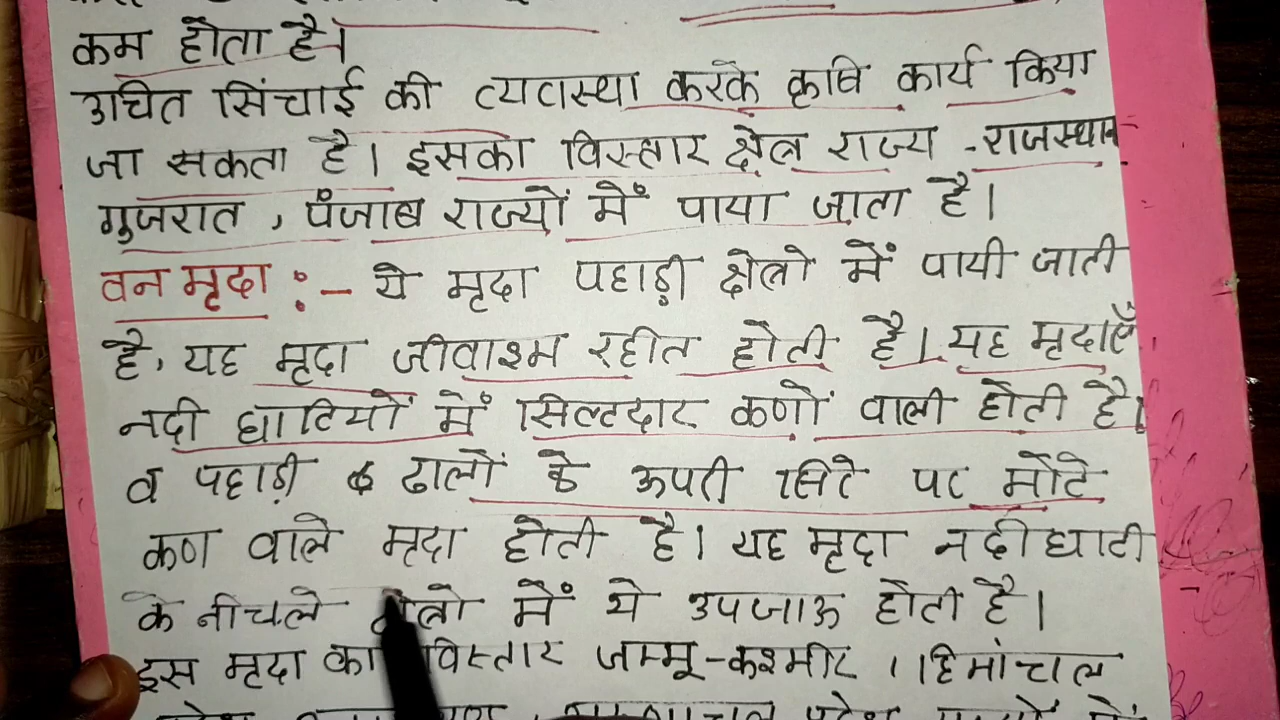 कम होता है।
उचित सिंचाई की व्यवस्था करके कृषि कार्य किया
जा सकता है। इसका विस्तार क्षेत्र राज्य - राजस्थान
गुजरात , पंजाब राज्यों में पाया जाता है।
वन मृदा :- ये मृदा पहाड़ी क्षेत्रो में पायी जाती
है, यह मृदा जीवाश्म रहीत होती है। यह मृदाएँ
नदी घाटियों में सिल्टदार कणों वाली होती है।
व पहाड़ी ढालों के ऊपरी सिरे पर मोटे
कण वाले मृदा होती है। यह मृदा नदी घाटी
के नीचले क्षेत्रो में ये उपजाऊ होती है।
इस मृदा का विस्तार जम्मू-कश्मीर । हिमांचल